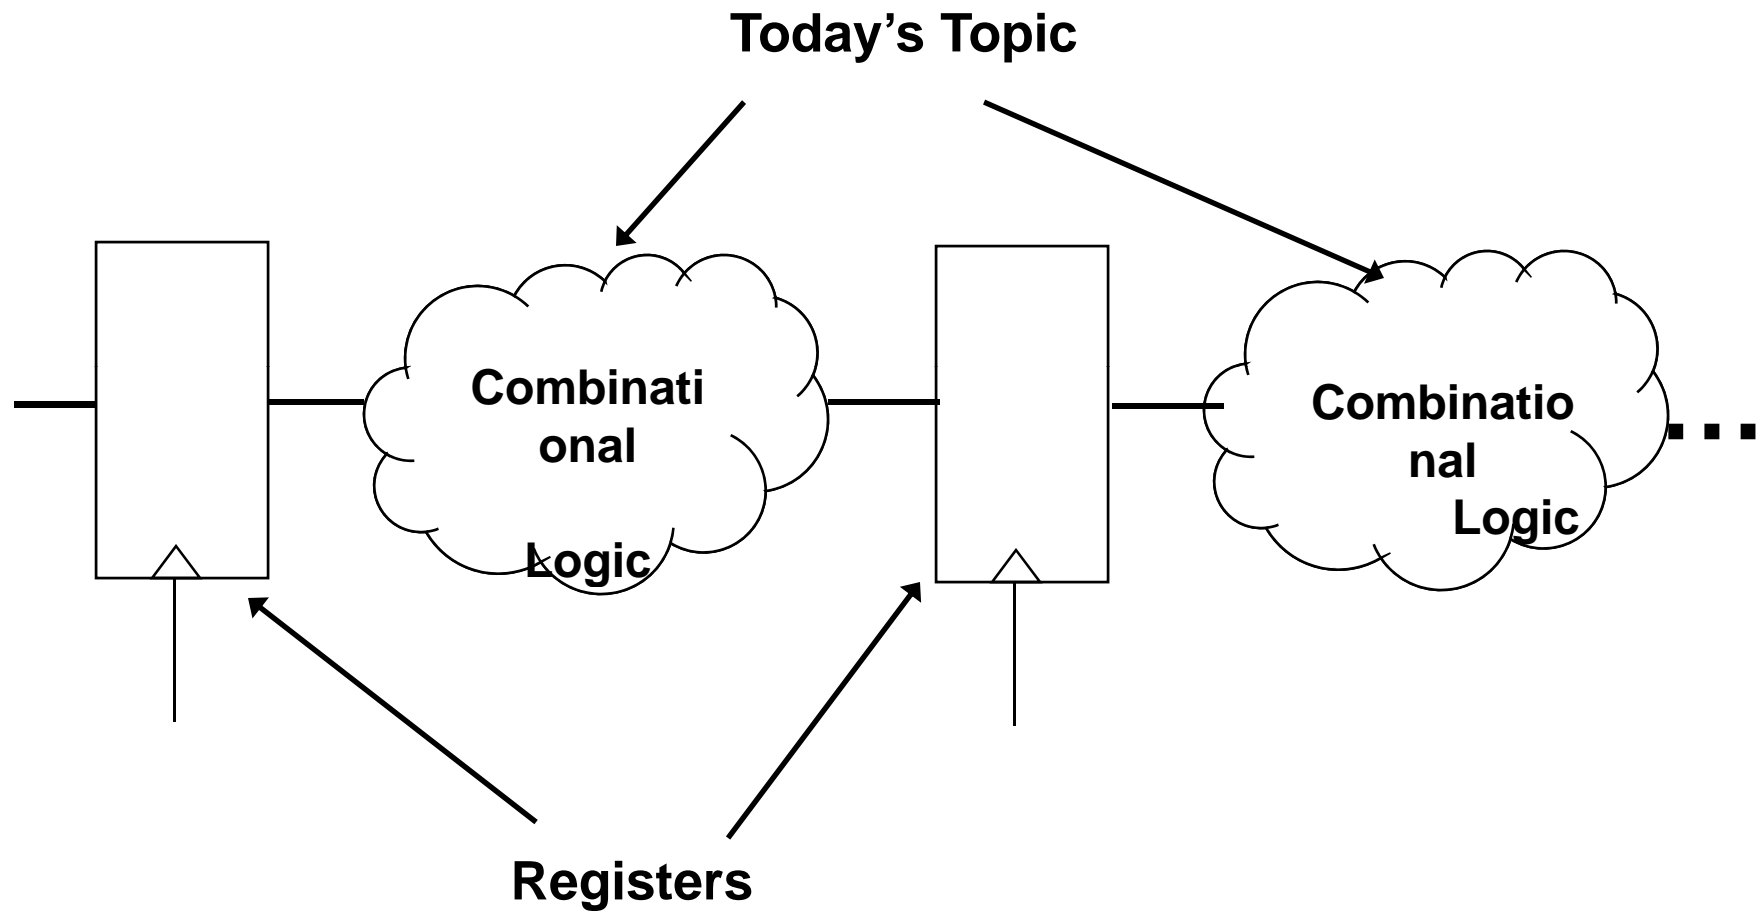 Today’s Topic
Combinati
onal
Logic
Combinatio
nal
Logic
...
Registers